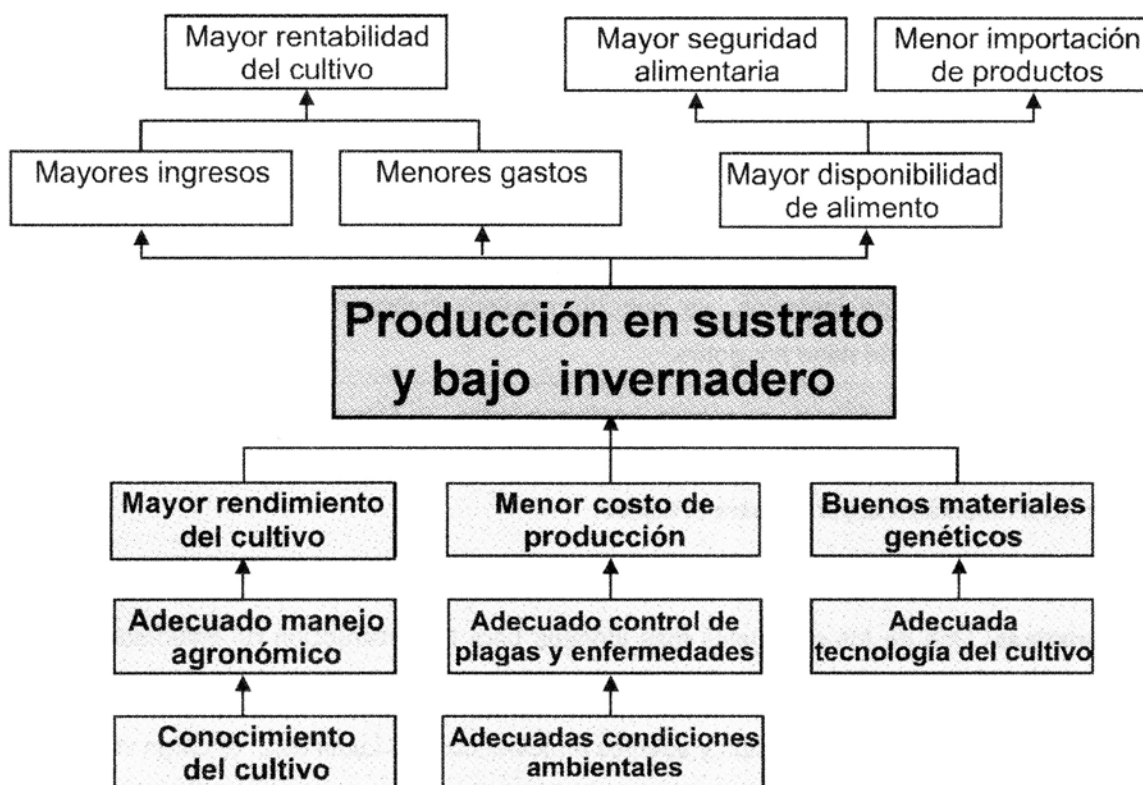 Mayor rentabilidad
del cultivo
Mayor seguridad
alimentaria
Menor importación
de productos
Mayores ingresos
Menores gastos
Mayor disponibilidad
de alimento
Producción en sustrato
y bajo invernadero
Mayor rendimiento
del cultivo
Menor costo de
producción
Buenos materiales
genéticos
Adecuado manejo
agronómico
Adecuado control de
plagas y enfermedades
Adecuada
tecnología del cultivo
Conocimiento
del cultivo
Adecuadas condiciones
ambientales